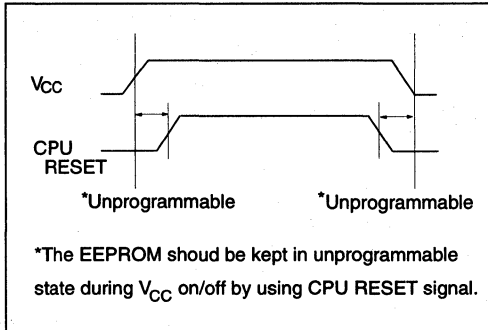 VCC
CPU
RESET
*Unprogrammable *Unprogrammable
*The EEPROM shoud be kept in unprogrammable
state during VCC on/off by using CPU RESET signal.